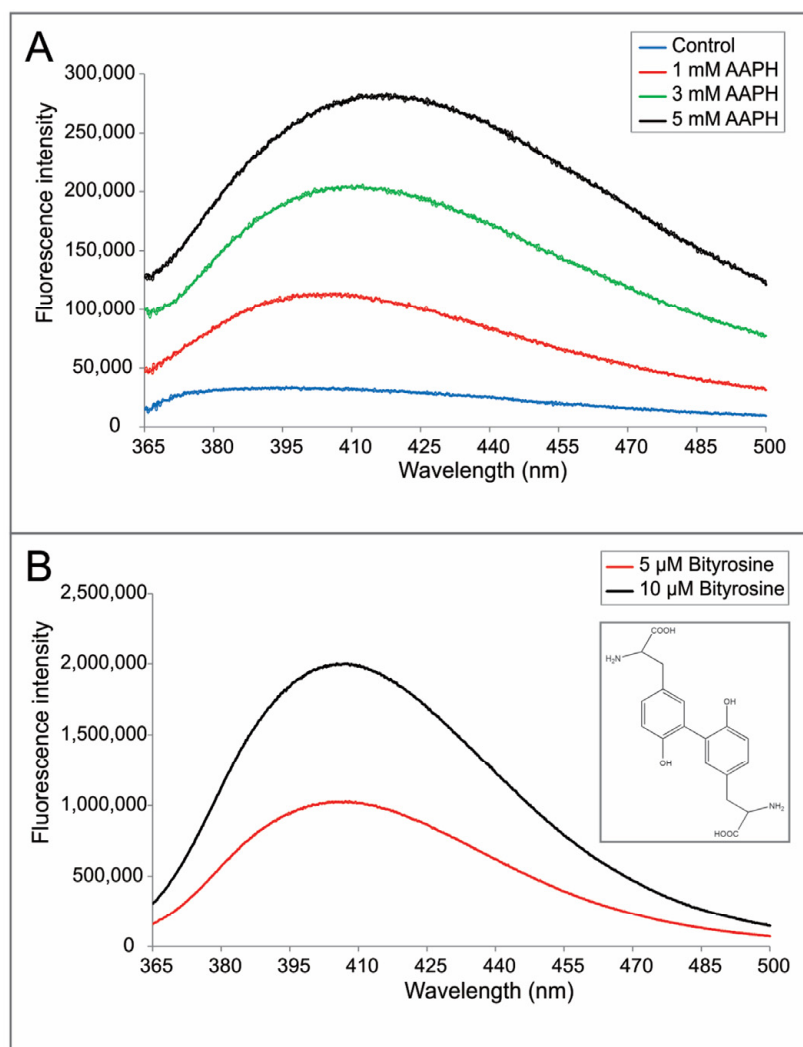 A
Control
1 mM AAPH
3 mM AAPH
5 mM AAPH
Fluorescence intensity
300,000
250,000
200,000
150,000
100,000
50,000
0
365 380 395 410 425 440 455 470 485 500
Wavelength (nm)
B
5 µM Bityrosine
10 µM Bityrosine
Fluorescence intensity
2,500,000
2,000,000
1,500,000
1,000,000
500,000
0
COOH
H₂N
OH
OH
NH₂
HOOC
365 380 395 410 425 440 455 470 485 500
Wavelength (nm)